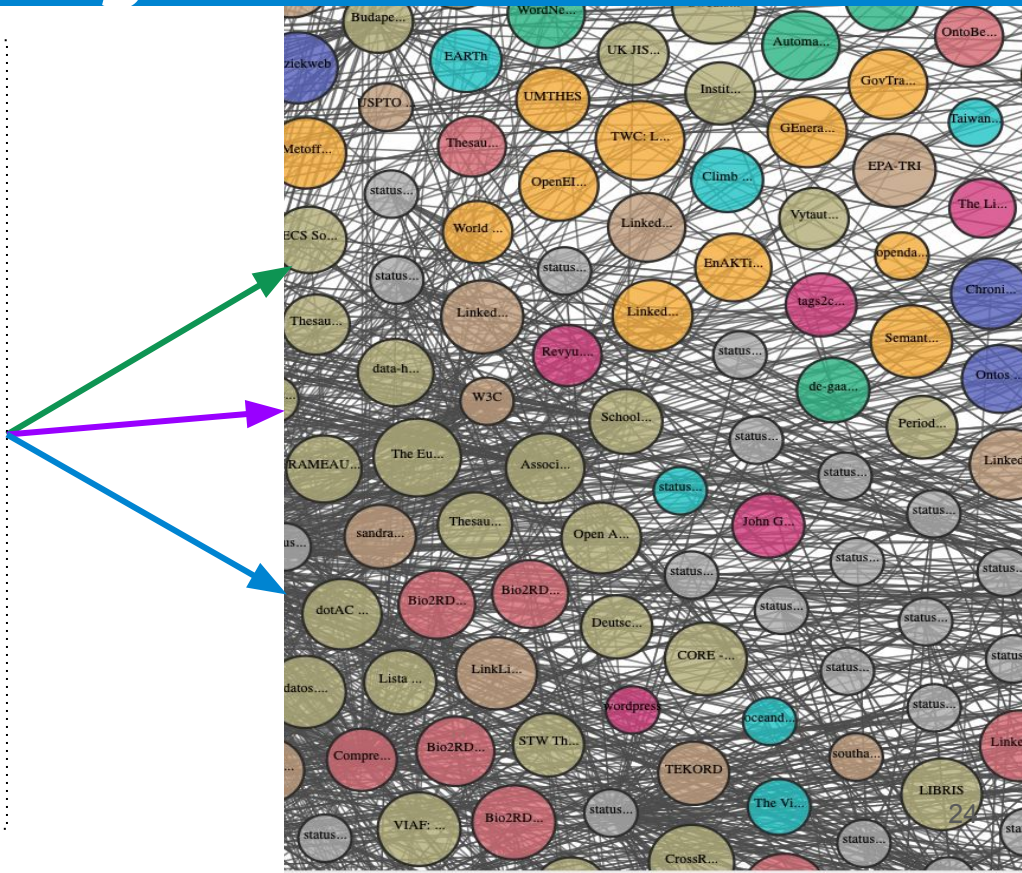 Budape...
WordNe...
OntoBe...
UK JIS...
Automa...
ziekweb
EARTh
GovTra...
UMTHES
Instit...
USPTO ...
Taiwan...
GEnera...
TWC: L...
Thesau...
Metoff...
EPA-TRI
Climb ...
OpenEI...
status...
The Li...
Vytaut...
Linked...
World ...
ECS So...
openda...
EnAKTi...
status...
status...
Chroni...
tags2c...
Linked...
Linked...
Thesau...
Semant...
Revyu....
status...
data-h...
Ontos ...
de-gaa...
W3C
...
School...
Period...
status...
The Eu...
Linked
RAMEAU...
Associ...
status...
status...
status...
Thesau...
John G...
sandra...
Open A...
us...
status...
status...
status...
Bio2RD...
Bio2RD...
status...
dotAC ...
status...
Deutsc...
CORE -...
status
LinkLi...
status...
Lista ...
datos....
wordpress
status...
oceand...
STW Th...
Linke
Bio2RD...
Compre...
southa...
...
TEKORD
LIBRIS
The Vi...
24
status...
Bio2RD...
VIAF: ...
sta
status...
status...
CrossR...